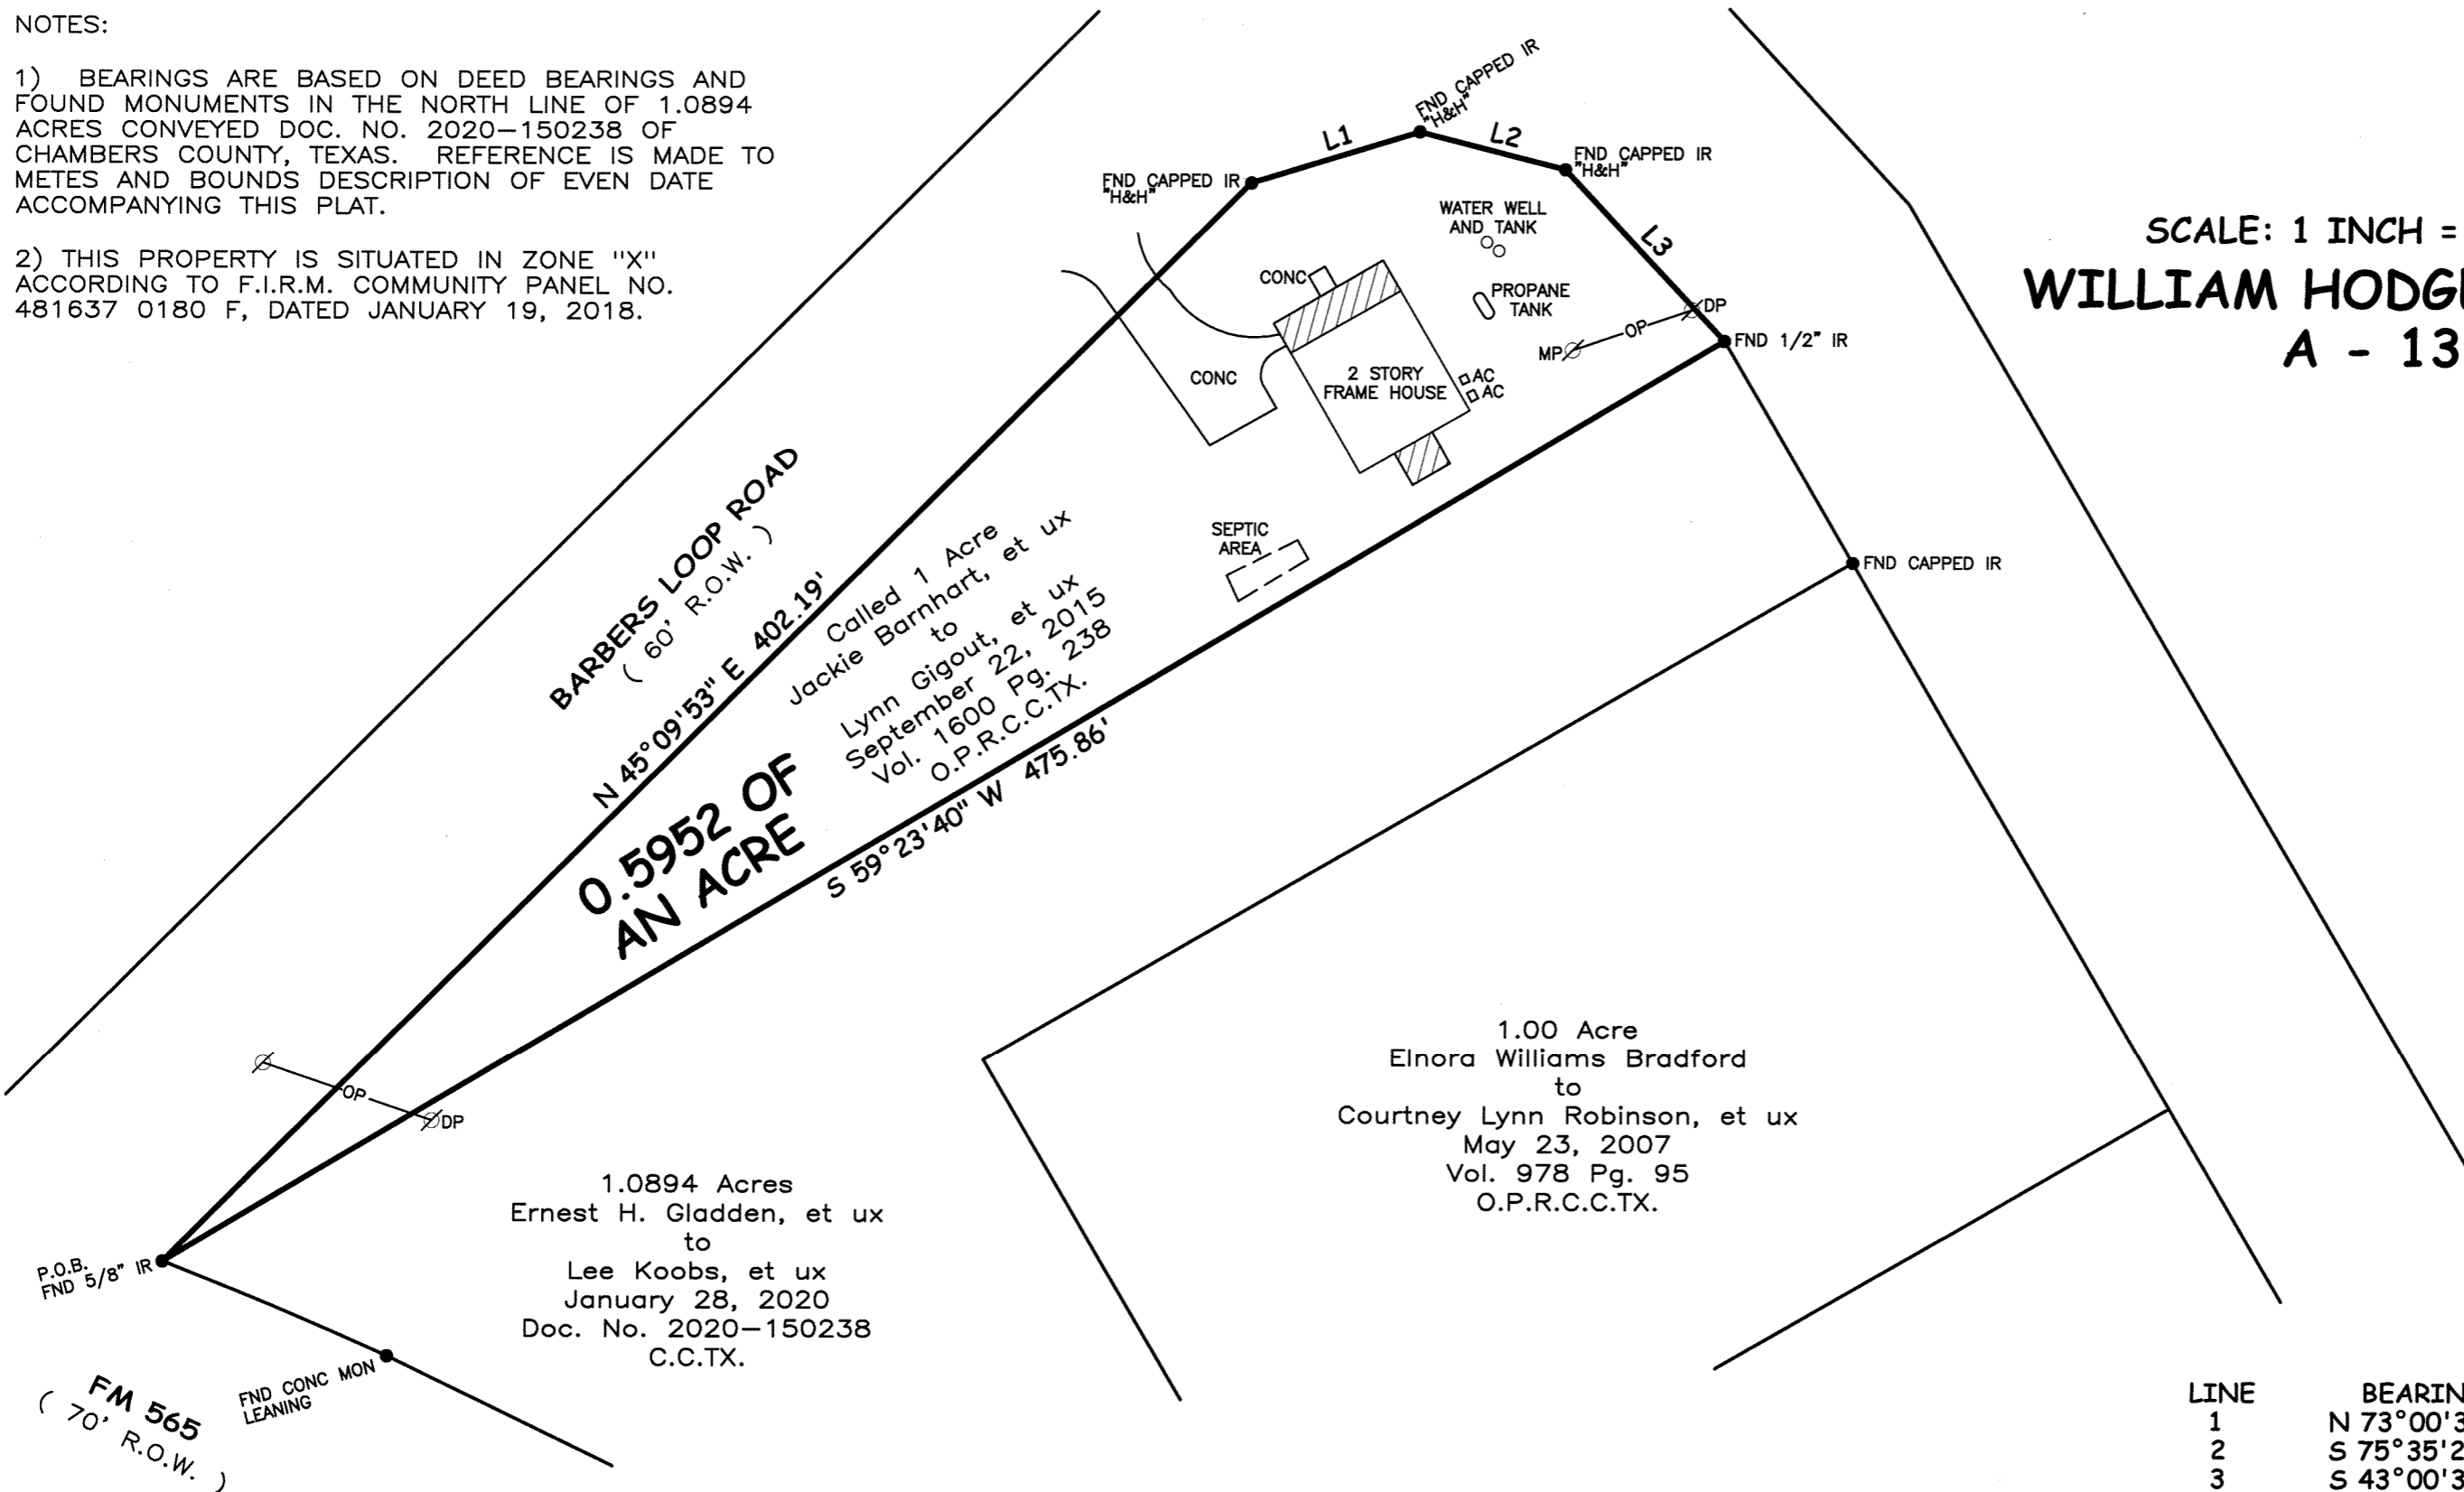 NOTES:
1) BEARINGS ARE BASED ON DEED BEARINGS AND
FOUND MONUMENTS IN THE NORTH LINE OF 1.0894
ACRES CONVEYED DOC. NO. 2020-150238 OF
CHAMBERS COUNTY, TEXAS. REFERENCE IS MADE TO
METES AND BOUNDS DESCRIPTION OF EVEN DATE
ACCOMPANYING THIS PLAT.
2) THIS PROPERTY IS SITUATED IN ZONE "X"
ACCORDING TO F.I.R.M. COMMUNITY PANEL NO.
481637 0180 F, DATED JANUARY 19, 2018.
FND CAPPED IR
"H&H"
L1
L2
FND CAPPED IR
"H&H"
FND CAPPED IR
"H&H"
L3
WATER WELL
AND TANK
CONC
PROPANE
TANK
DP
OP
MP
FND 1/2" IR
CONC
2 STORY
FRAME HOUSE
AC
AC
SCALE: 1 INCH =
WILLIAM HODG
A - 13
BARBERS LOOP ROAD
( 60' R.O.W. )
N 45°09'53" E 402.19'
Called 1 Acre
Jackie Barnhart, et ux
to
Lynn Gigout, et ux
September 22, 2015
Vol. 1600 Pg. 238
O.P.R.C.C.TX.
SEPTIC
AREA
FND CAPPED IR
S 59°23'40" W 475.86'
0.5952 OF
AN ACRE
1.00 Acre
Elnora Williams Bradford
to
Courtney Lynn Robinson, et ux
May 23, 2007
Vol. 978 Pg. 95
O.P.R.C.C.TX.
OP
DP
1.0894 Acres
Ernest H. Gladden, et ux
to
Lee Koobs, et ux
January 28, 2020
Doc. No. 2020-150238
C.C.TX.
P.O.B.
FND 5/8" IR
FND CONC MON
LEANING
FM 565
( 70' R.O.W. )
LINE BEARIN
1 N 73°00'3
2 S 75°35'2
3 S 43°00'3